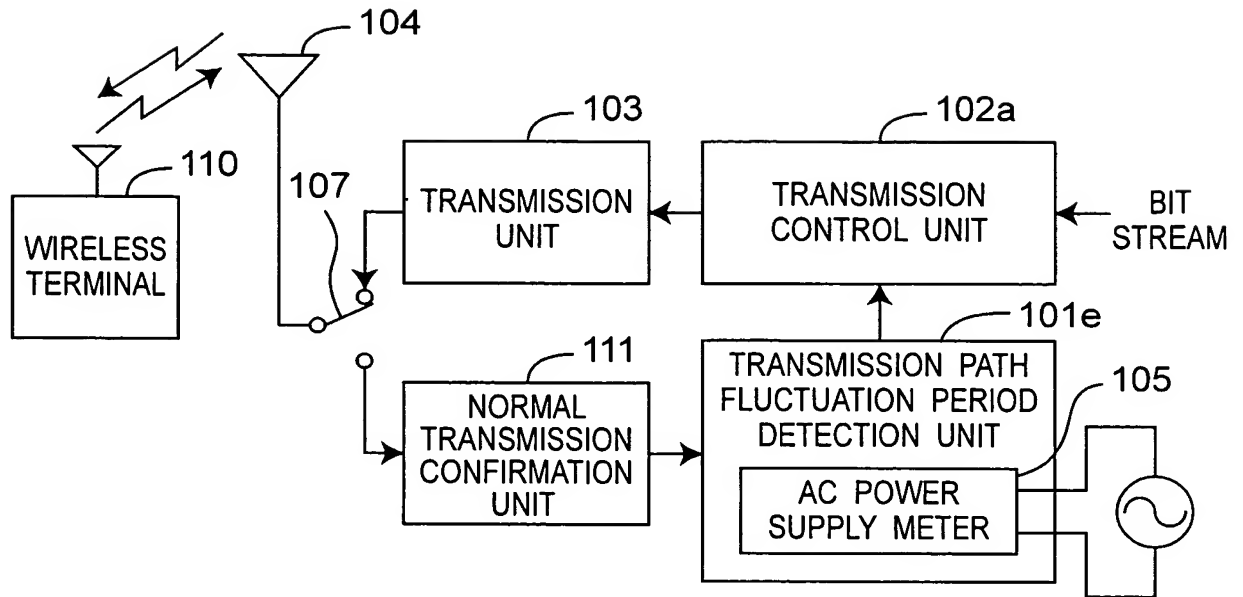 104
103
102a
110
107
TRANSMISSION
UNIT
TRANSMISSION
CONTROL UNIT
BIT
STREAM
WIRELESS
TERMINAL
111
101e
NORMAL
TRANSMISSION
CONFIRMATION
UNIT
TRANSMISSION PATH
FLUCTUATION PERIOD
DETECTION UNIT
105
AC POWER
SUPPLY METER